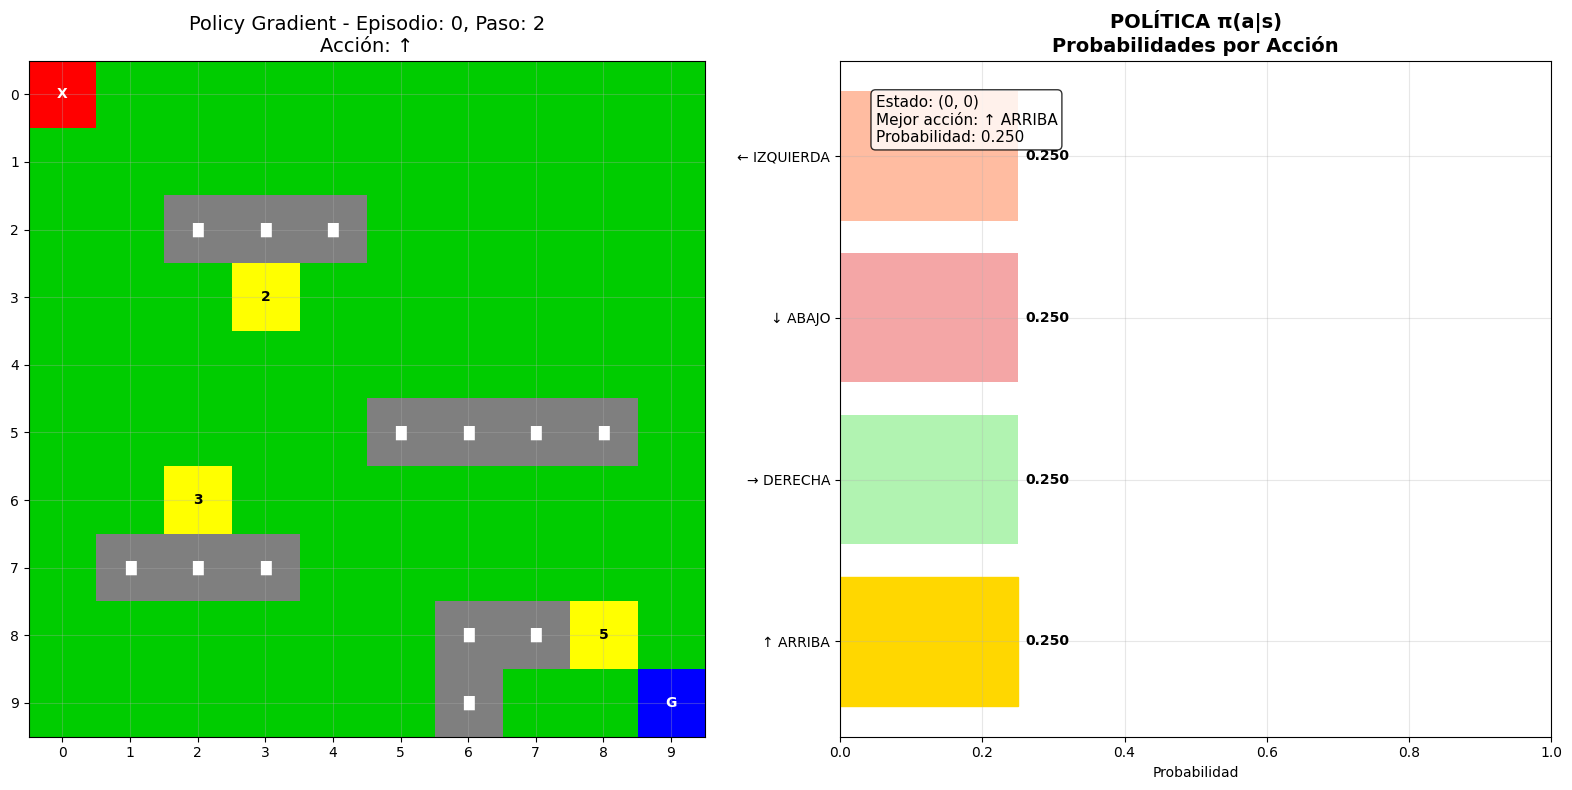 Policy Gradient - Episodio: 0, Paso: 2
Acción: ↑
0
X
1
2
3
2
4
5
6
3
7
8
5
9
G
0 1 2 3 4 5 6 7 8 9
POLÍTICA π(a|s)
Probabilidades por Acción
Estado: (0, 0)
Mejor acción: ↑ ARRIBA
Probabilidad: 0.250
← IZQUIERDA 0.250
↓ ABAJO 0.250
→ DERECHA 0.250
↑ ARRIBA 0.250
0.0 0.2 0.4 0.6 0.8 1.0
Probabilidad